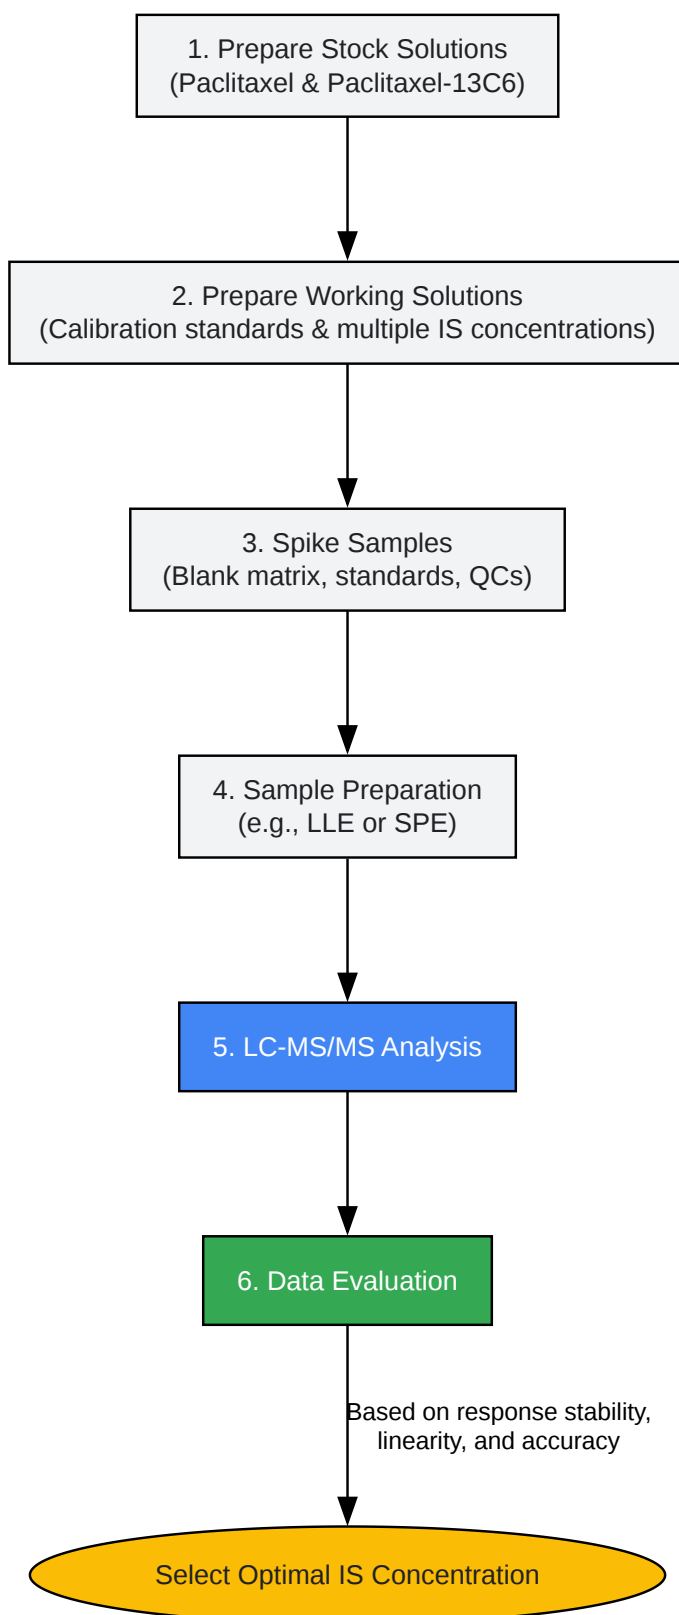 1. Prepare Stock Solutions
(Paclitaxel & Paclitaxel-13C6)
2. Prepare Working Solutions
(Calibration standards & multiple IS concentrations)
3. Spike Samples
(Blank matrix, standards, QCs)
4. Sample Preparation
(e.g., LLE or SPE)
5. LC-MS/MS Analysis
6. Data Evaluation
Based on response stability,
linearity, and accuracy
Select Optimal IS Concentration